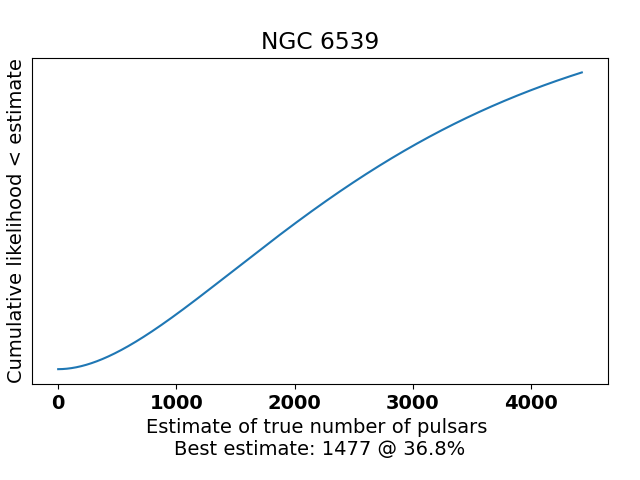 NGC 6539
Cumulative likelihood < estimate
0 1000 2000 3000 4000
Estimate of true number of pulsars
Best estimate: 1477 @ 36.8%